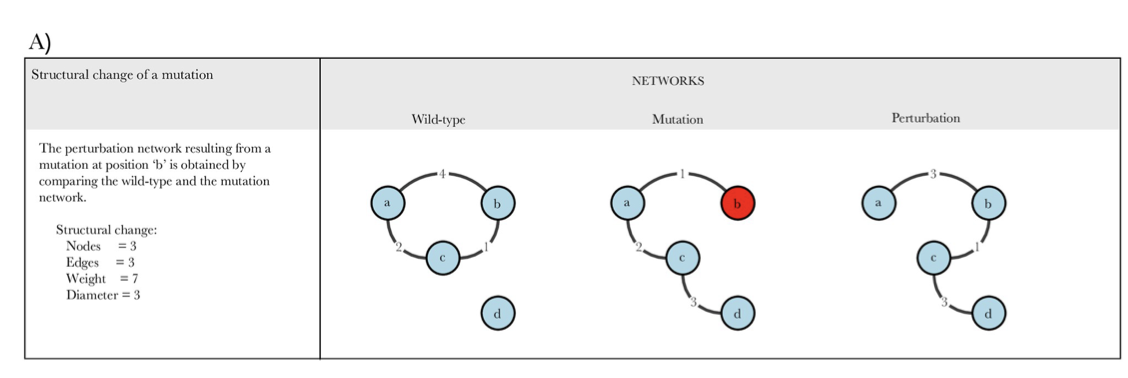 A)
Structural change of a mutation
NETWORKS
Wild-type
Mutation
Perturbation
The perturbation network resulting from a
mutation at position ‘b’ is obtained by
comparing the wild-type and the mutation
network.
Structural change:
Nodes = 3
Edges = 3
Weight = 7
Diameter = 3
4
a
b
2
1
c
d
1
a
b
2
c
3
d
3
a
b
1
c
3
d